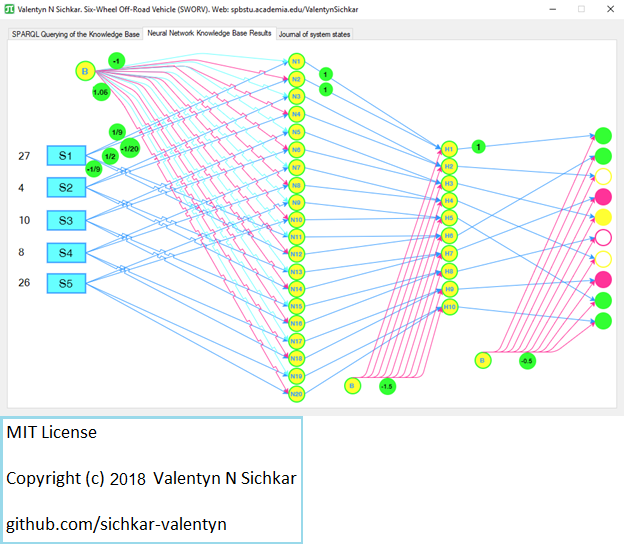 Valentyn N Sichkar. Six-Wheel Off-Road Vehicle (SWORV). Web: spbstu.academia.edu/ValentynSichkar
SPARQL Querying of the Knowledge Base Neural Network Knowledge Base Results Journal of system states
B
-1
1.05
1/9
-1/20
1/2
-1/9
27 S1
4 S2
10 S3
8 S4
26 S5
N1
N2
N3
N4
N5
N6
N7
N8
N9
N10
N11
N12
N13
N14
N15
N16
N17
N18
N19
N20
1
1
H1
H2
H3
H4
H5
H6
H7
H8
H9
H10
1
B
-1.5
B
-0.5
MIT License
Copyright (c) 2018 Valentyn N Sichkar
github.com/sichkar-valentyn